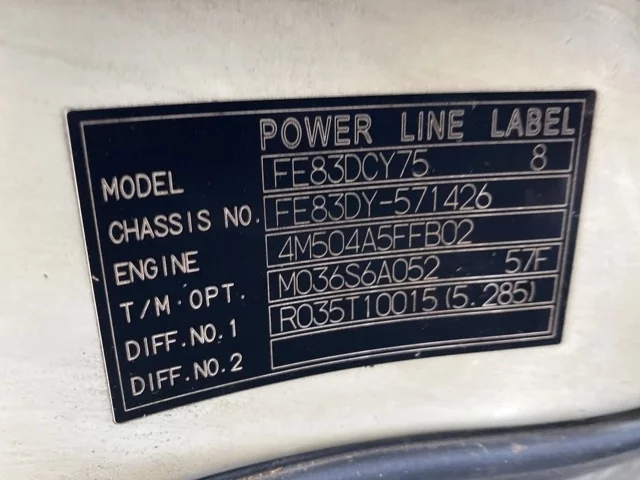 POWER LINE LABEL
MODEL FE83DCY75 8
CHASSIS NO. FE83DY-571426
ENGINE 4M504A5FFB02
T/M·OPT. M036S6A052 57F
DIFF.NO.1 R035T10015(5.285)
DIFF.NO.2